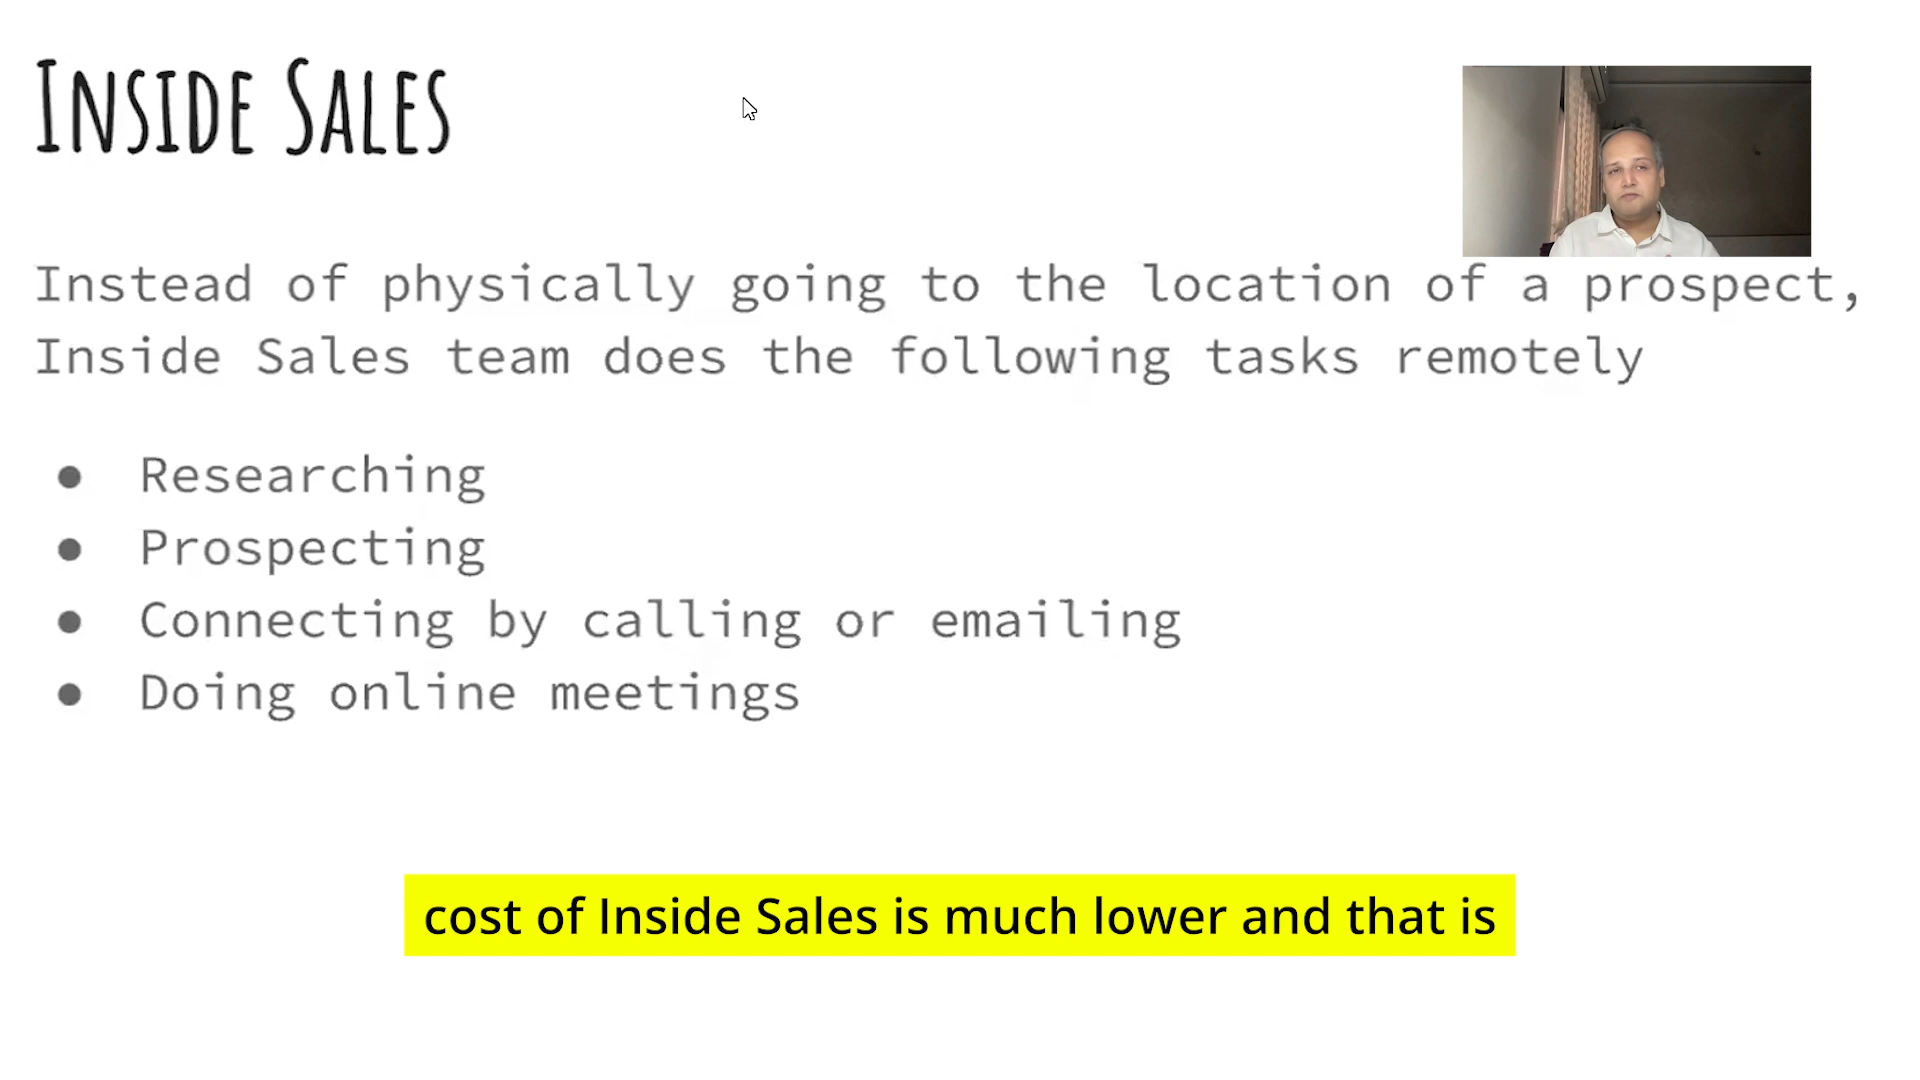 Inside Sales
Instead of physically going to the location of a prospect,
Inside Sales team does the following tasks remotely
● Researching
● Prospecting
● Connecting by calling or emailing
● Doing online meetings
cost of Inside Sales is much lower and that is